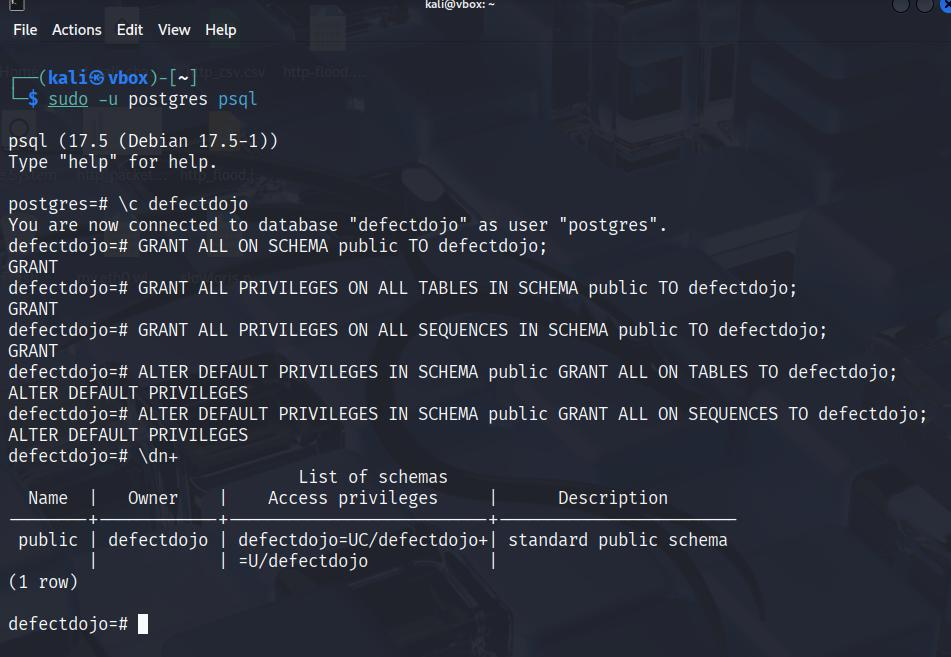 kali@vbox: ~
File Actions Edit View Help
┌──(kali㉿vbox)-[~]
└─$ sudo -u postgres psql
psql (17.5 (Debian 17.5-1))
Type "help" for help.
postgres=# \c defectdojo
You are now connected to database "defectdojo" as user "postgres".
defectdojo=# GRANT ALL ON SCHEMA public TO defectdojo;
GRANT
defectdojo=# GRANT ALL PRIVILEGES ON ALL TABLES IN SCHEMA public TO defectdojo;
GRANT
defectdojo=# GRANT ALL PRIVILEGES ON ALL SEQUENCES IN SCHEMA public TO defectdojo;
GRANT
defectdojo=# ALTER DEFAULT PRIVILEGES IN SCHEMA public GRANT ALL ON TABLES TO defectdojo;
ALTER DEFAULT PRIVILEGES
defectdojo=# ALTER DEFAULT PRIVILEGES IN SCHEMA public GRANT ALL ON SEQUENCES TO defectdojo;
ALTER DEFAULT PRIVILEGES
defectdojo=# \dn+
List of schemas
Name | Owner | Access privileges | Description
--------+------------+--------------------------+------------------------
public | defectdojo | defectdojo=UC/defectdojo+| standard public schema
| | =U/defectdojo |
(1 row)
defectdojo=#